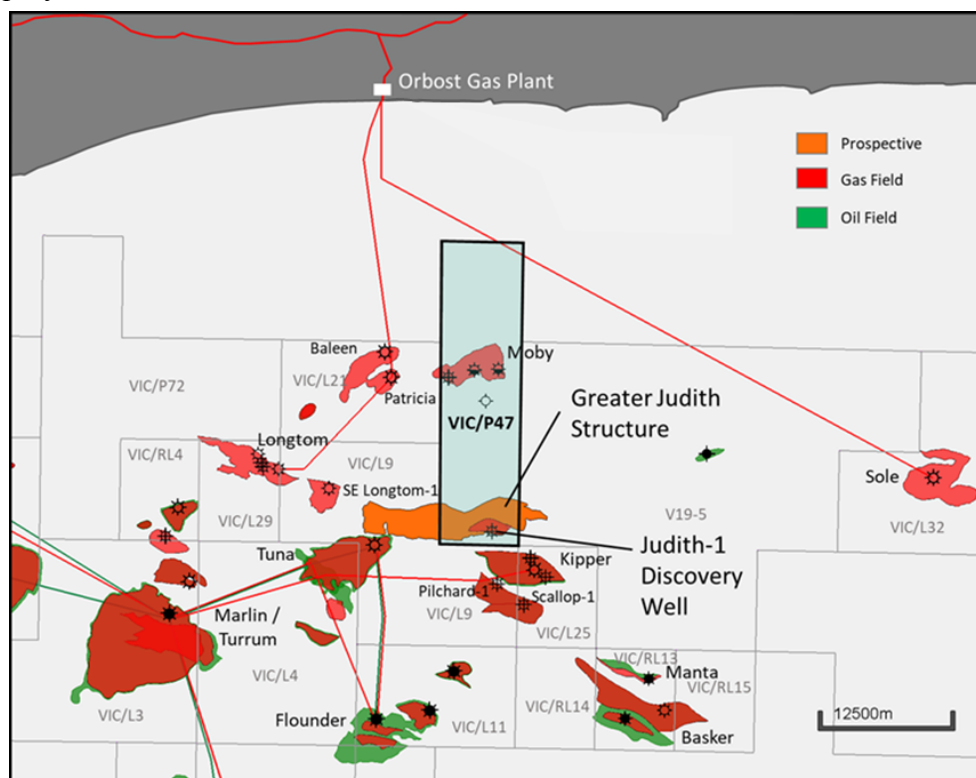 Orbost Gas Plant
Prospective
Gas Field
Oil Field
Baleen
Moby
VIC/P72
VIC/L21
Patricia
Greater Judith
Structure
VIC/P47
Longtom
VIC/RL4
VIC/L9
Sole
SE Longtom-1
VIC/L29
V19-5
VIC/L32
Judith-1
Discovery
Well
Tuna
Kipper
Pilchard-1
Scallop-1
VIC/L9
Marlin /
Turrum
VIC/L25
VIC/L4
VIC/RL13
Manta
VIC/RL15
VIC/L3
Flounder
VIC/L11
VIC/RL14
Basker
12500m